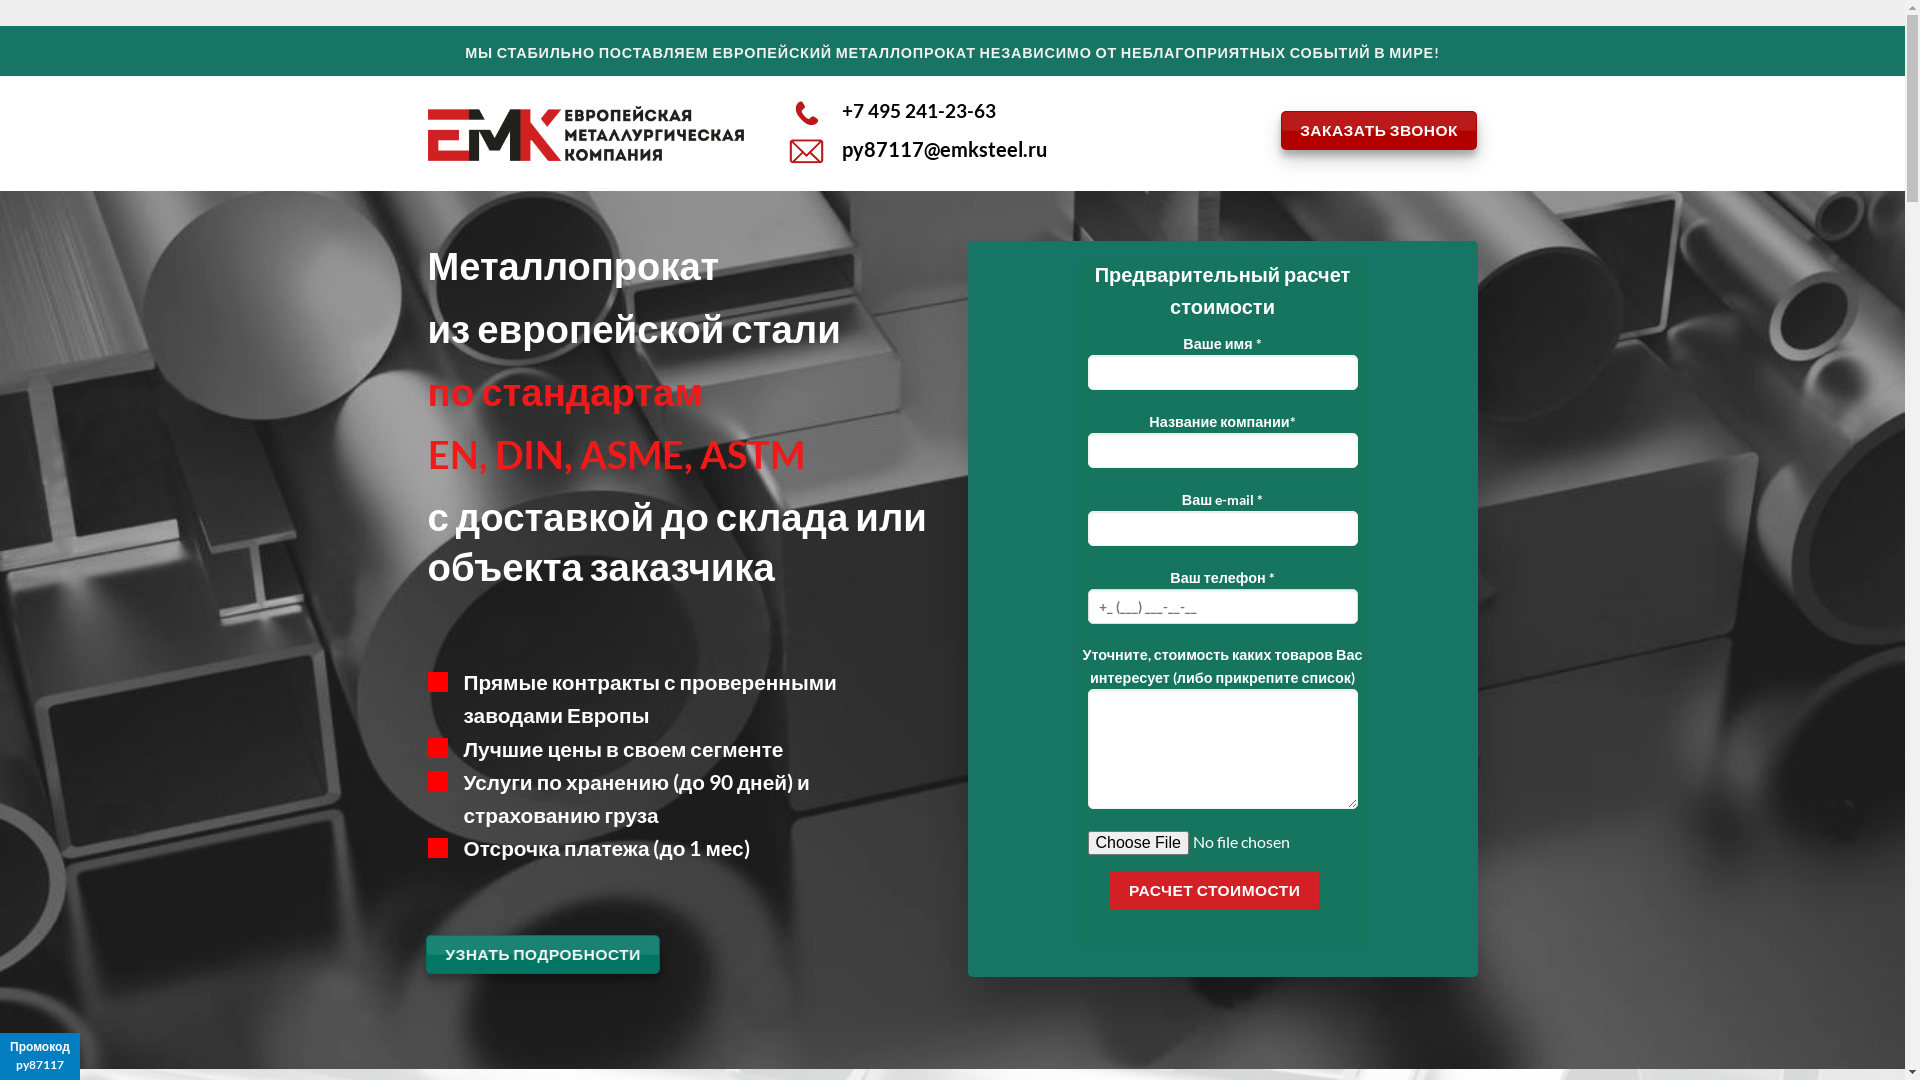 МЫ СТАБИЛЬНО ПОСТАВЛЯЕМ ЕВРОПЕЙСКИЙ МЕТАЛЛОПРОКАТ НЕЗАВИСИМО ОТ НЕБЛАГОПРИЯТНЫХ СОБЫТИЙ В МИРЕ!
ЕМК ЕВРОПЕЙСКАЯ
МЕТАЛЛУРГИЧЕСКАЯ
КОМПАНИЯ
+7 495 241-23-63
py87117@emksteel.ru
ЗАКАЗАТЬ ЗВОНОК
Металлопрокат
из европейской стали
по стандартам
EN, DIN, ASME, ASTM
с доставкой до склада или
объекта заказчика
Прямые контракты с проверенными
заводами Европы
Лучшие цены в своем сегменте
Услуги по хранению (до 90 дней) и
страхованию груза
Отсрочка платежа (до 1 мес)
УЗНАТЬ ПОДРОБНОСТИ
Предварительный расчет
стоимости
Ваше имя *
Название компании*
Ваш e-mail *
Ваш телефон *
+_ (___) ___-__-__
Уточните, стоимость каких товаров Вас
интересует (либо прикрепите список)
Choose File No file chosen
РАСЧЕТ СТОИМОСТИ
Промокод
py87117